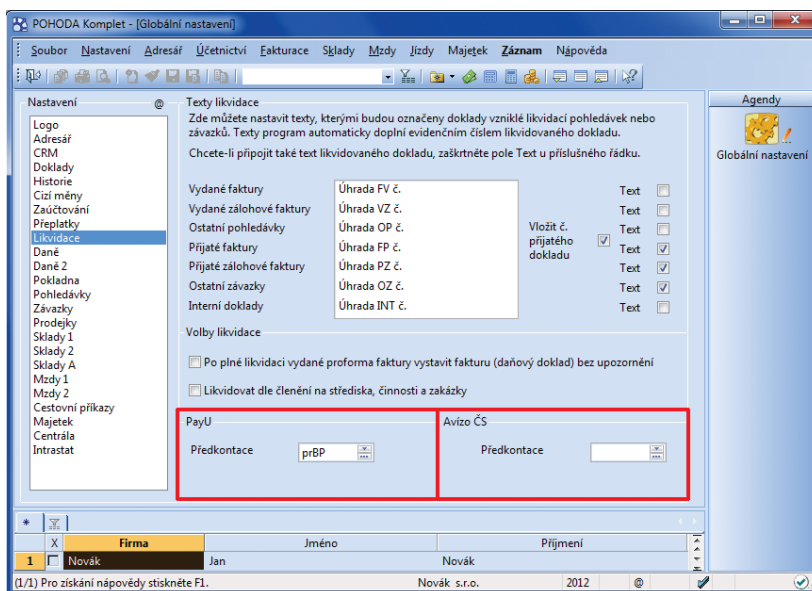 POHODA Komplet - [Globální nastavení]
Soubor Nastavení Adresář Účetnictví Fakturace Sklady Mzdy Jízdy Majetek Záznam Nápověda
Nastavení @
Logo
Adresář
CRM
Doklady
Historie
Cizí měny
Zaúčtování
Přeplatky
Likvidace
Daně
Daně 2
Pokladna
Pohledávky
Závazky
Prodejky
Sklady 1
Sklady 2
Sklady A
Mzdy 1
Mzdy 2
Cestovní příkazy
Majetek
Centrála
Intrastat
Texty likvidace
Zde můžete nastavit texty, kterými budou označeny doklady vzniklé likvidací pohledávek nebo
závazků. Texty program automaticky doplní evidenčním číslem likvidovaného dokladu.
Chcete-li připojit také text likvidovaného dokladu, zaškrtněte pole Text u příslušného řádku.
Vydané faktury Úhrada FV č. Text
Vydané zálohové faktury Úhrada VZ č. Text
Ostatní pohledávky Úhrada OP č. Text
Přijaté faktury Úhrada FP č. Text
Přijaté zálohové faktury Úhrada PZ č. Text
Ostatní závazky Úhrada OZ č. Text
Interní doklady Úhrada INT č. Text
Vložit č.
přijatého
dokladu
Volby likvidace
Po plné likvidaci vydané proforma faktury vystavit fakturu (daňový doklad) bez upozornění
Likvidovat dle členění na střediska, činnosti a zakázky
PayU
Předkontace prBP
Avízo ČS
Předkontace
Agendy
Globální nastavení
X Firma Jméno Příjmení
1 Novák Jan Novák
(1/1) Pro získání nápovědy stiskněte F1. Novák s.r.o. 2012 @